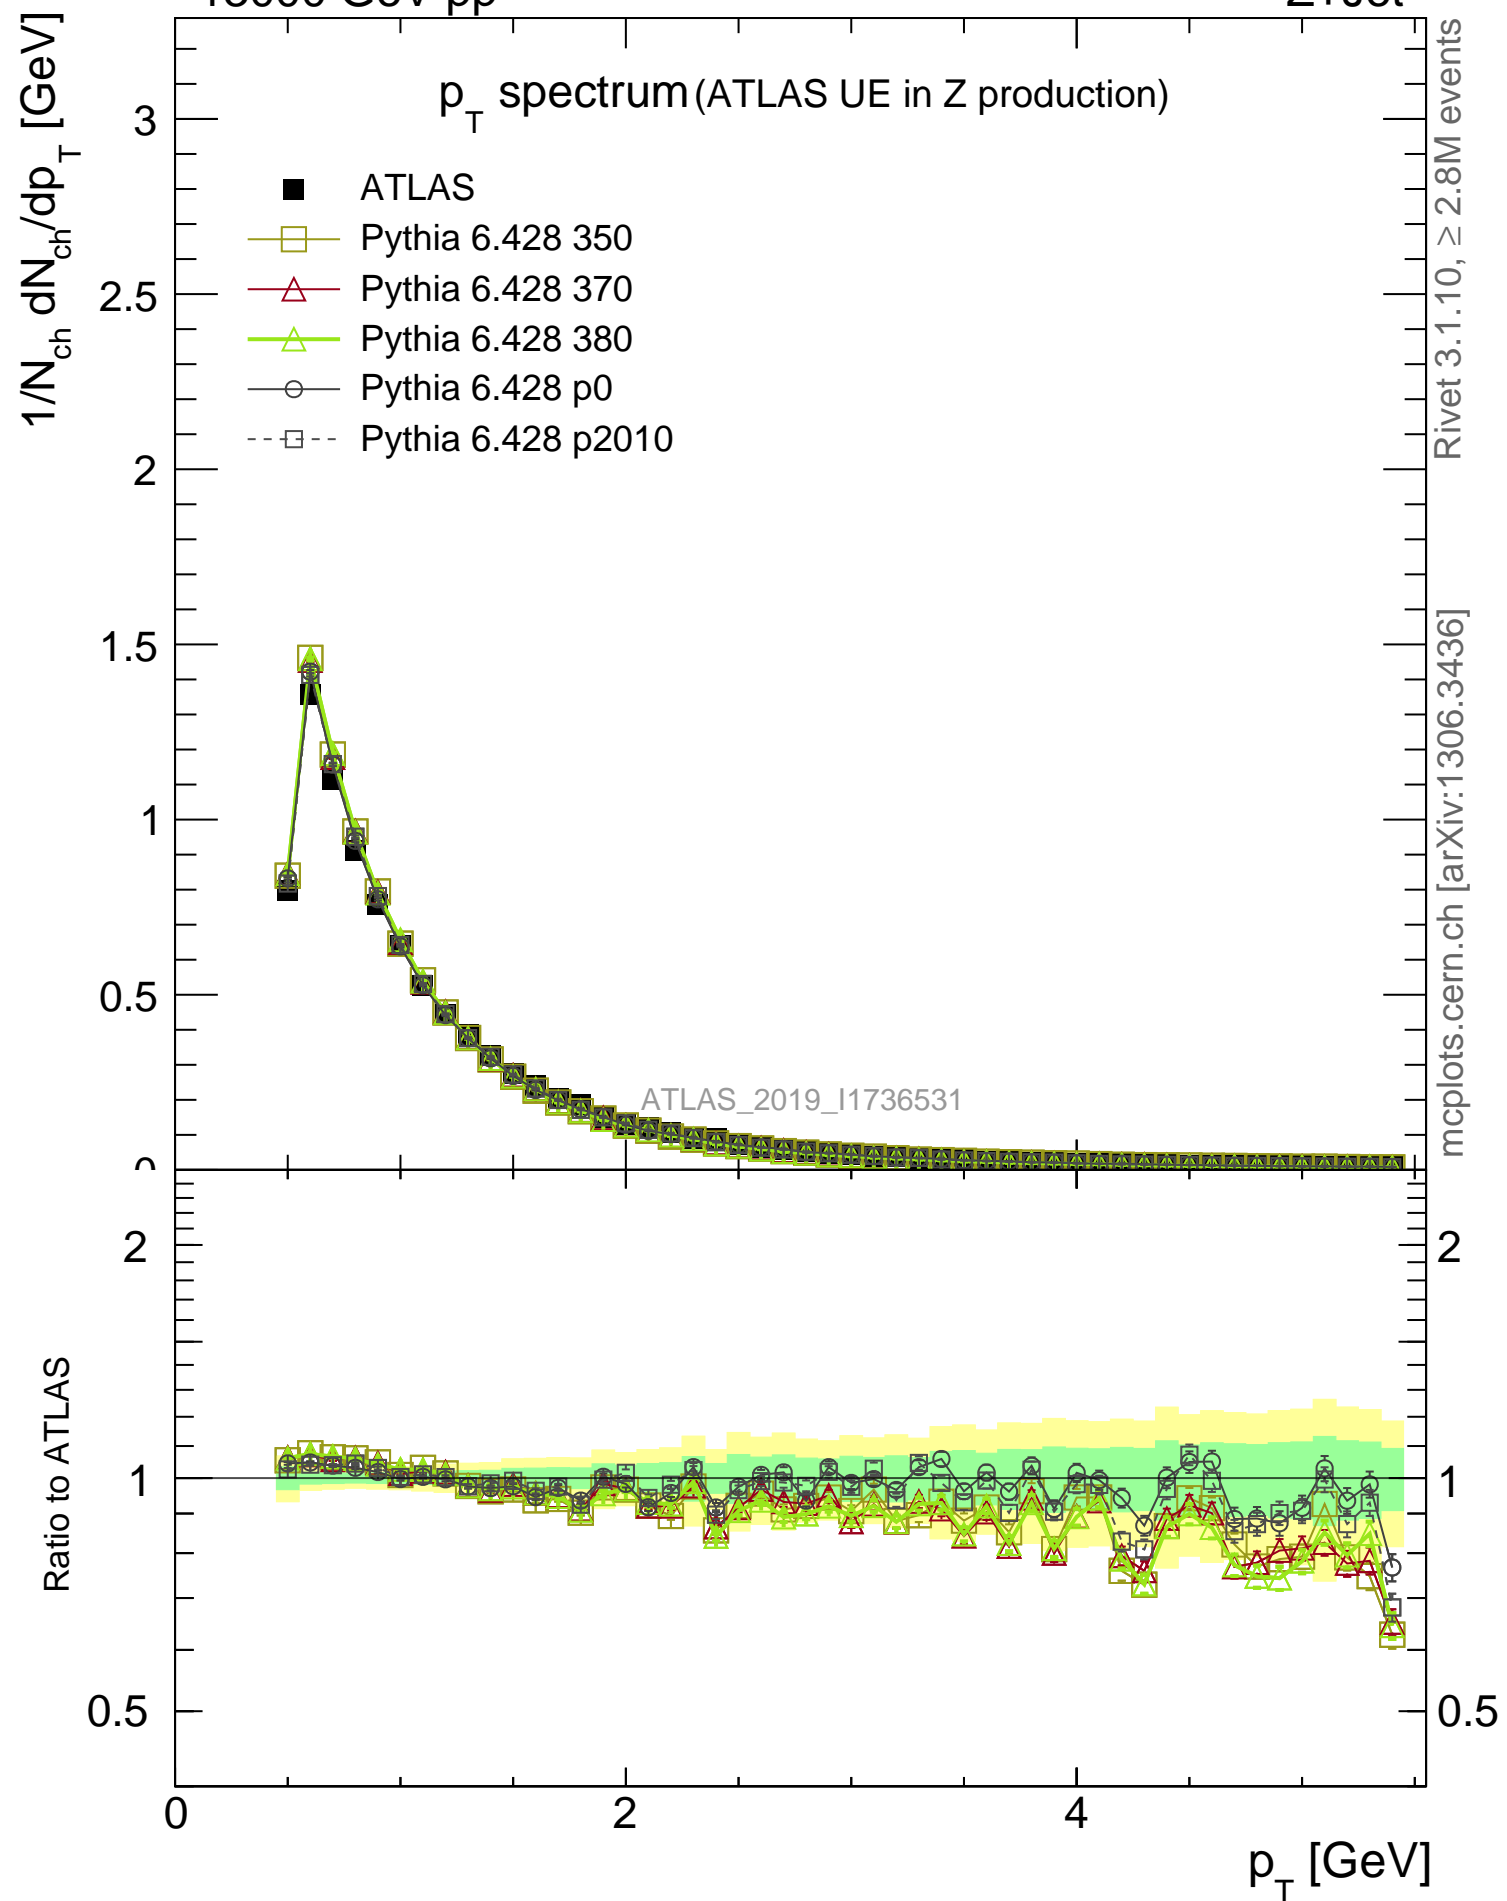 p_T spectrum (ATLAS UE in Z production)
1/N_ch dN_ch/dp_T [GeV]
3
2.5
2
1.5
1
0.5
0
ATLAS
Pythia 6.428 350
Pythia 6.428 370
Pythia 6.428 380
Pythia 6.428 p0
Pythia 6.428 p2010
ATLAS_2019_I1736531
Rivet 3.1.10, ≥ 2.8M events
mcplots.cern.ch [arXiv:1306.3436]
Ratio to ATLAS
2
1
0.5
2
1
0.5
0
2
4
p_T [GeV]